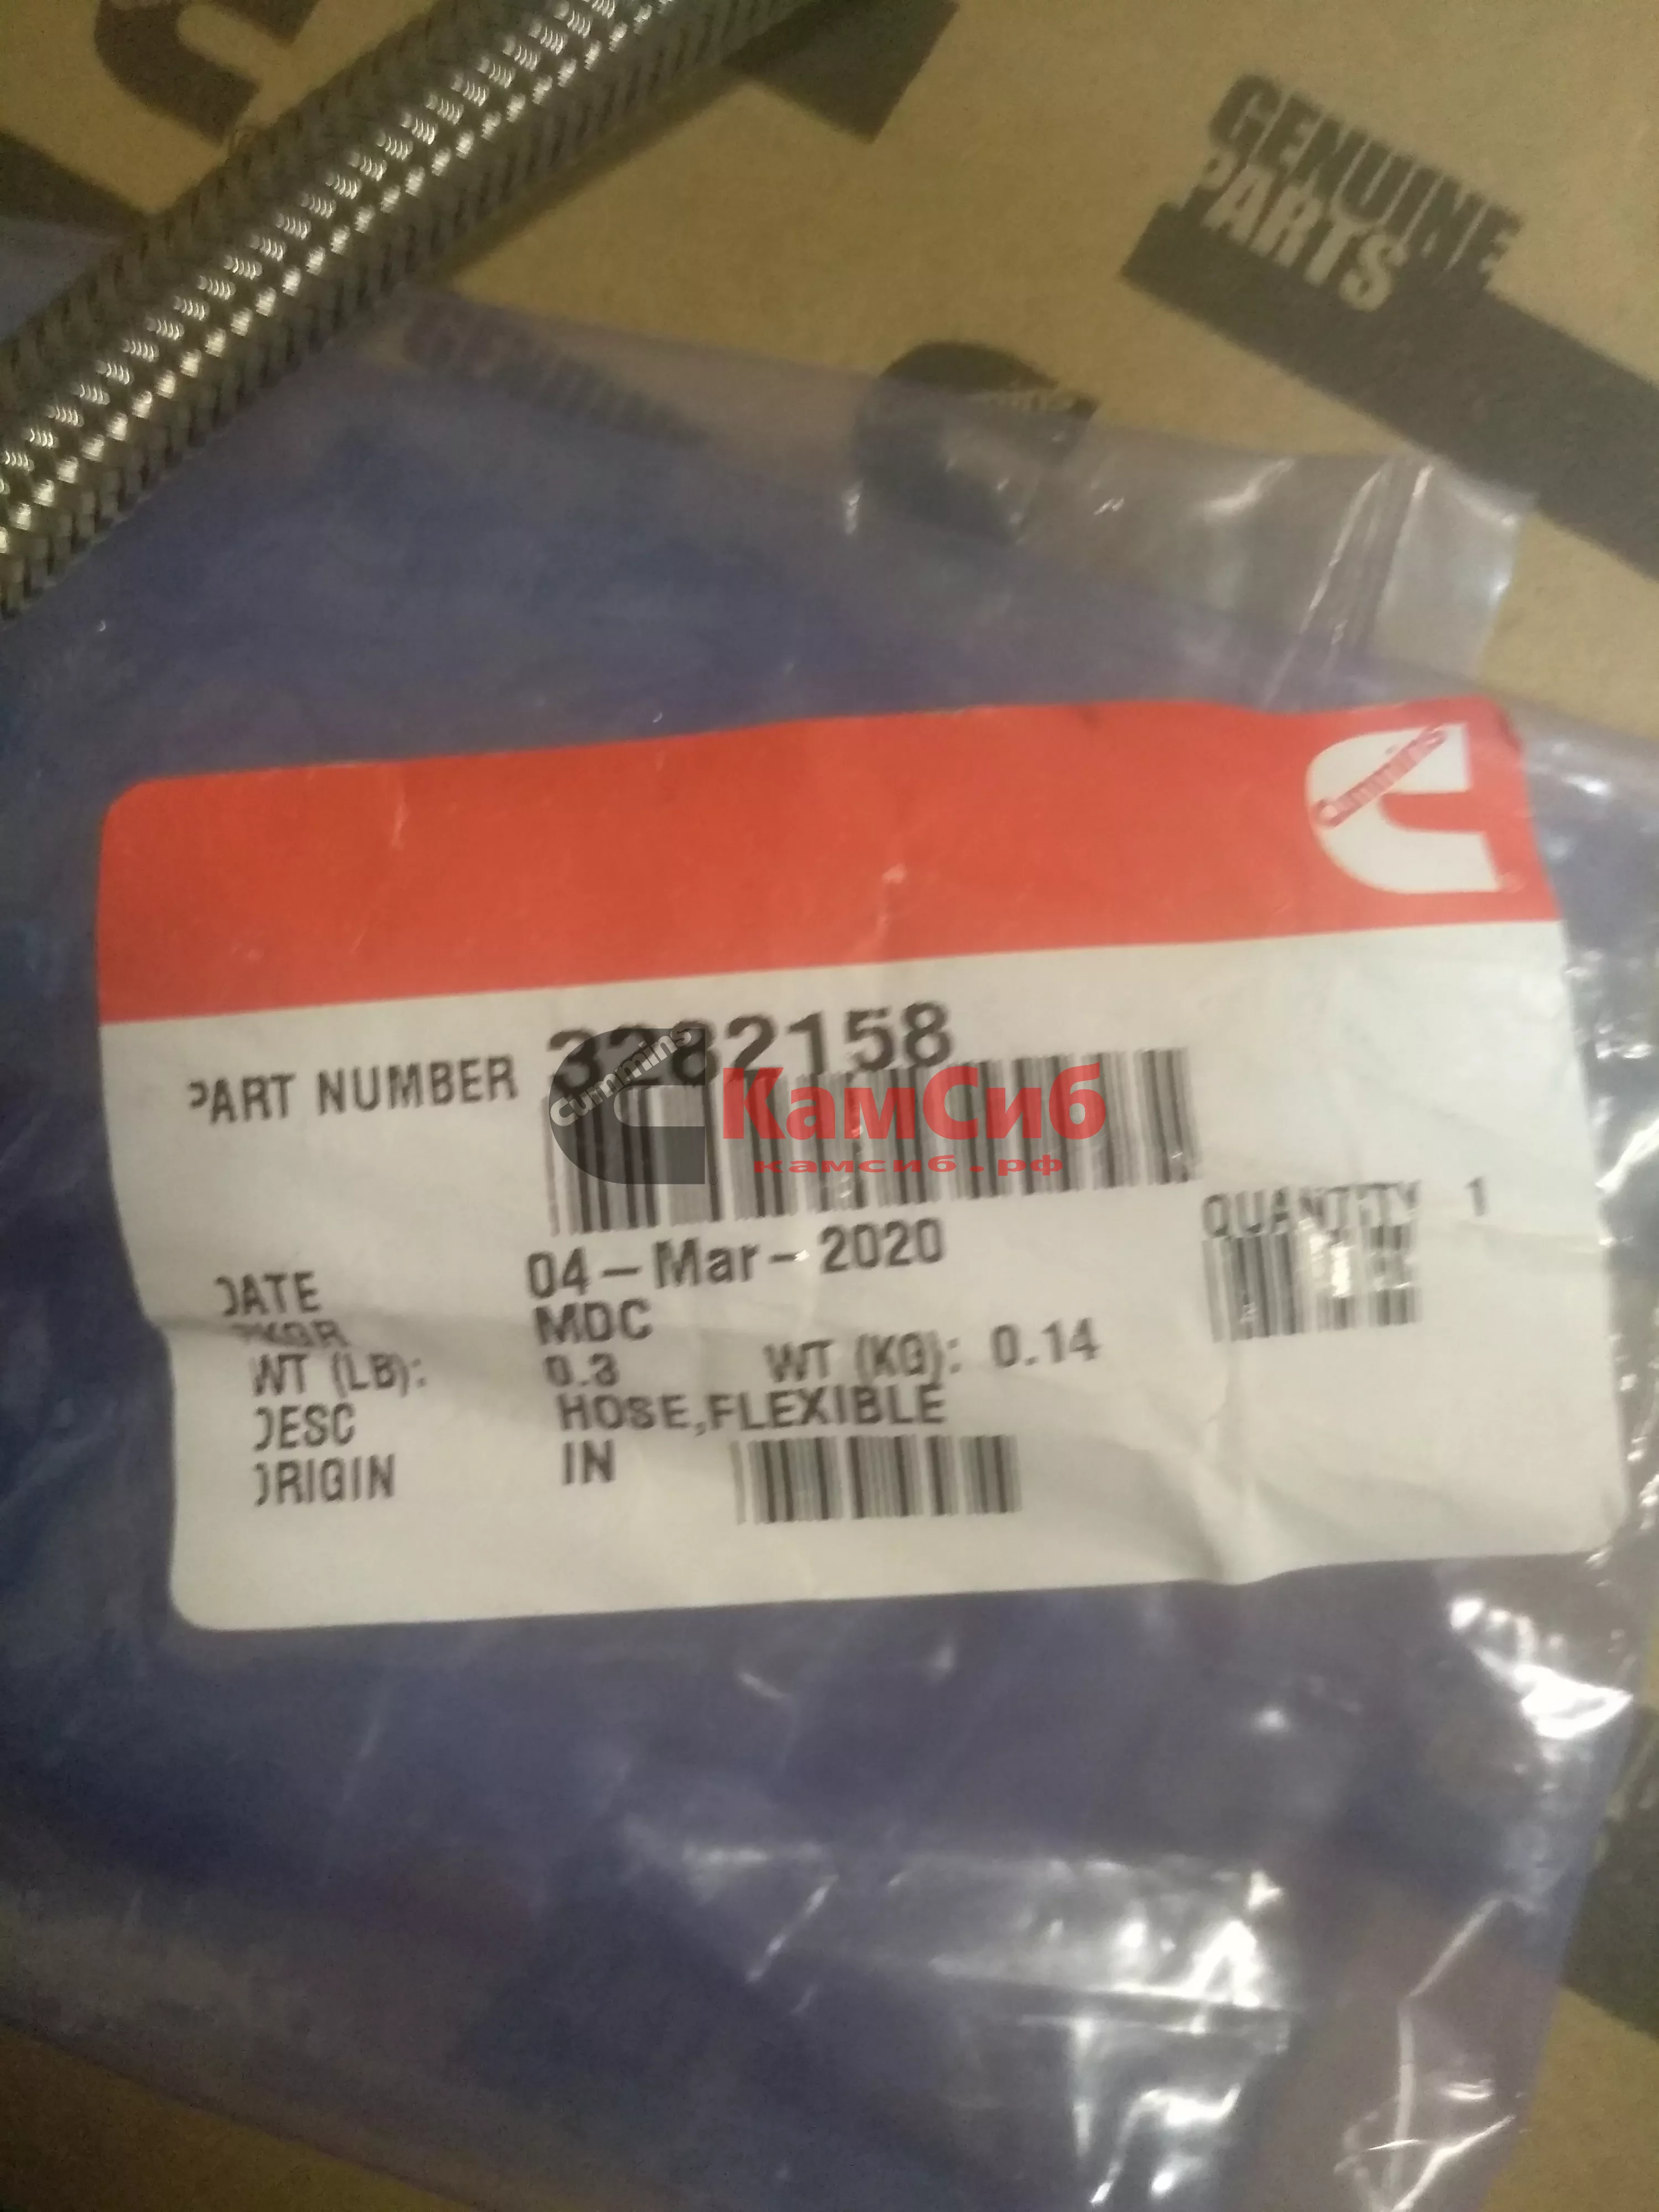 GENUINE
PARTS
cummins
PART NUMBER 3282158
cummins
КамСиб
камсиб.рф
QUANTITY 1
DATE 04-Mar-2020
PKGR MDC
WT (LB): 0.3 WT (KG): 0.14
DESC HOSE,FLEXIBLE
ORIGIN IN